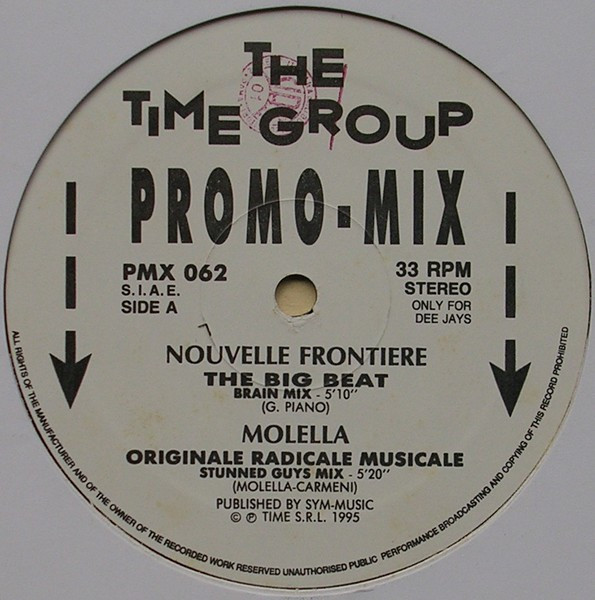 THE
TIME GROUP
PROMO-MIX
PMX 062
S.I.A.E.
SIDE A
33 RPM
STEREO
ONLY FOR
DEE JAYS
NOUVELLE FRONTIERE
THE BIG BEAT
BRAIN MIX - 5'10"
(G. PIANO)
MOLELLA
ORIGINALE RADICALE MUSICALE
STUNNED GUYS MIX - 5'20"
(MOLELLA-CARMENI)
PUBLISHED BY SYM-MUSIC
© ℗ TIME S.R.L. 1995
ALL RIGHTS OF THE MANUFACTURER AND OF THE OWNER OF THE RECORDED WORK RESERVED UNAUTHORISED PUBLIC PERFORMANCE BROADCASTING AND COPYING OF THIS RECORD PROHIBITED